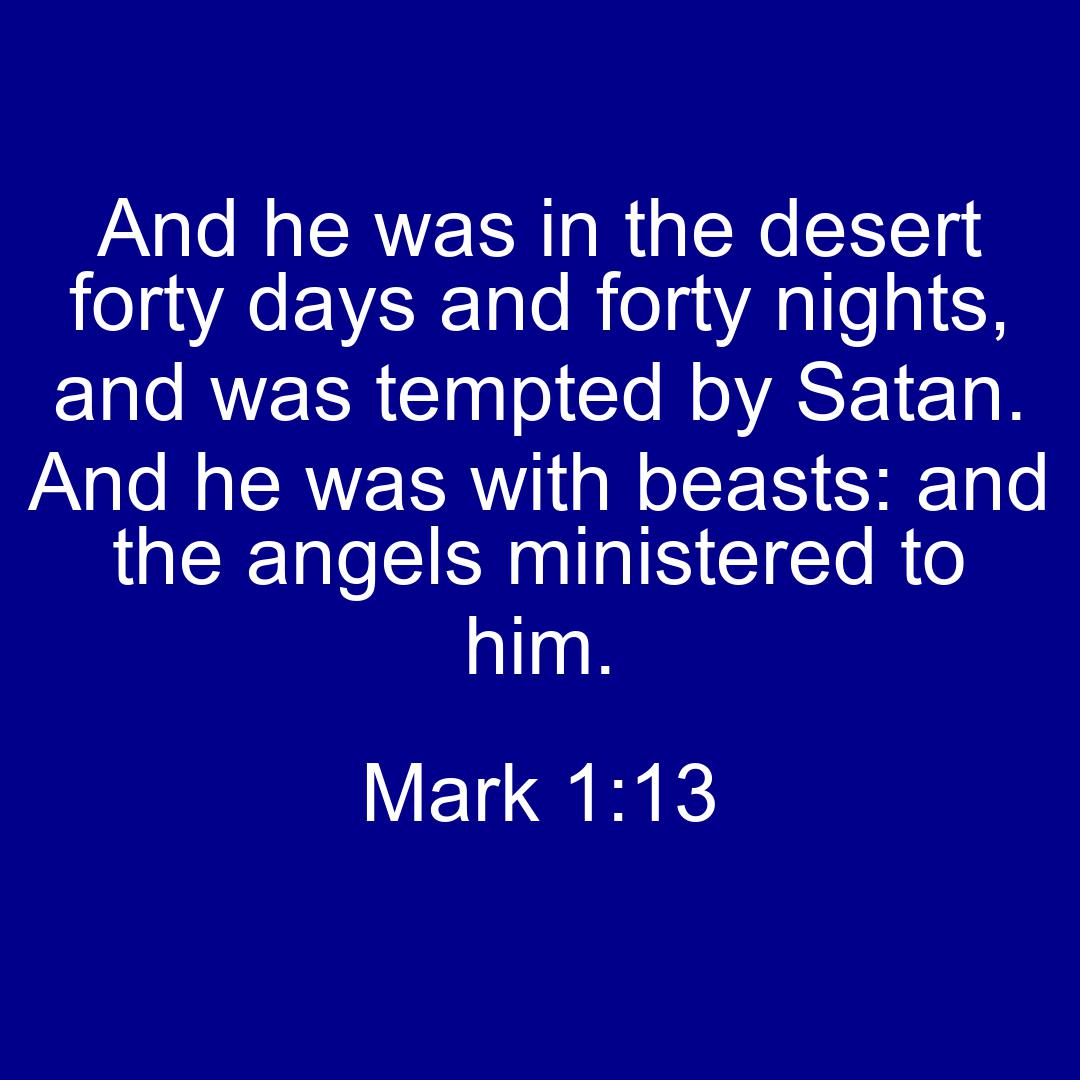 And he was in the desert
forty days and forty nights,
and was tempted by Satan.
And he was with beasts: and
the angels ministered to
him.
Mark 1:13